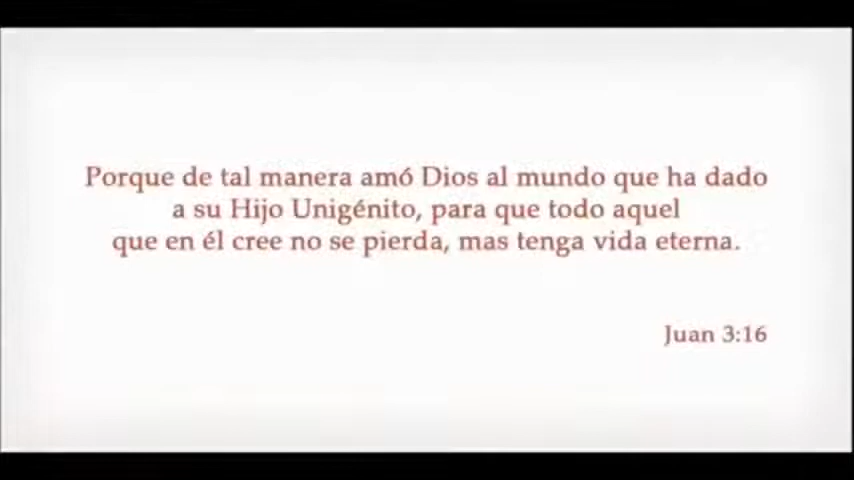 Porque de tal manera amó Dios al mundo que ha dado
a su Hijo Unigénito, para que todo aquel
que en él cree no se pierda, mas tenga vida eterna.
Juan 3:16